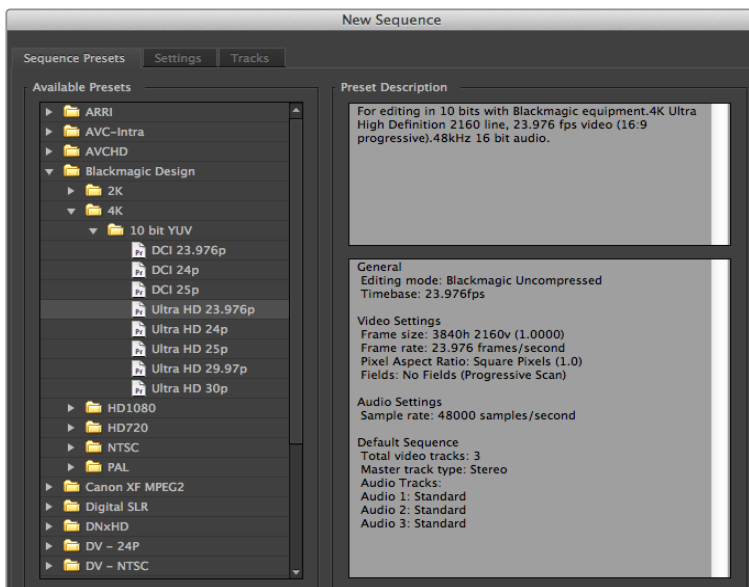 New Sequence
Sequence Presets
Settings
Tracks
Available Presets
ARRI
AVC-Intra
AVCHD
Blackmagic Design
2K
4K
10 bit YUV
DCI 23.976p
DCI 24p
DCI 25p
Ultra HD 23.976p
Ultra HD 24p
Ultra HD 25p
Ultra HD 29.97p
Ultra HD 30p
HD1080
HD720
NTSC
PAL
Canon XF MPEG2
Digital SLR
DNxHD
DV - 24P
DV - NTSC
Preset Description
For editing in 10 bits with Blackmagic equipment.4K Ultra
High Definition 2160 line, 23.976 fps video (16:9
progressive).48kHz 16 bit audio.
General
Editing mode: Blackmagic Uncompressed
Timebase: 23.976fps
Video Settings
Frame size: 3840h 2160v (1.0000)
Frame rate: 23.976 frames/second
Pixel Aspect Ratio: Square Pixels (1.0)
Fields: No Fields (Progressive Scan)
Audio Settings
Sample rate: 48000 samples/second
Default Sequence
Total video tracks: 3
Master track type: Stereo
Audio Tracks:
Audio 1: Standard
Audio 2: Standard
Audio 3: Standard